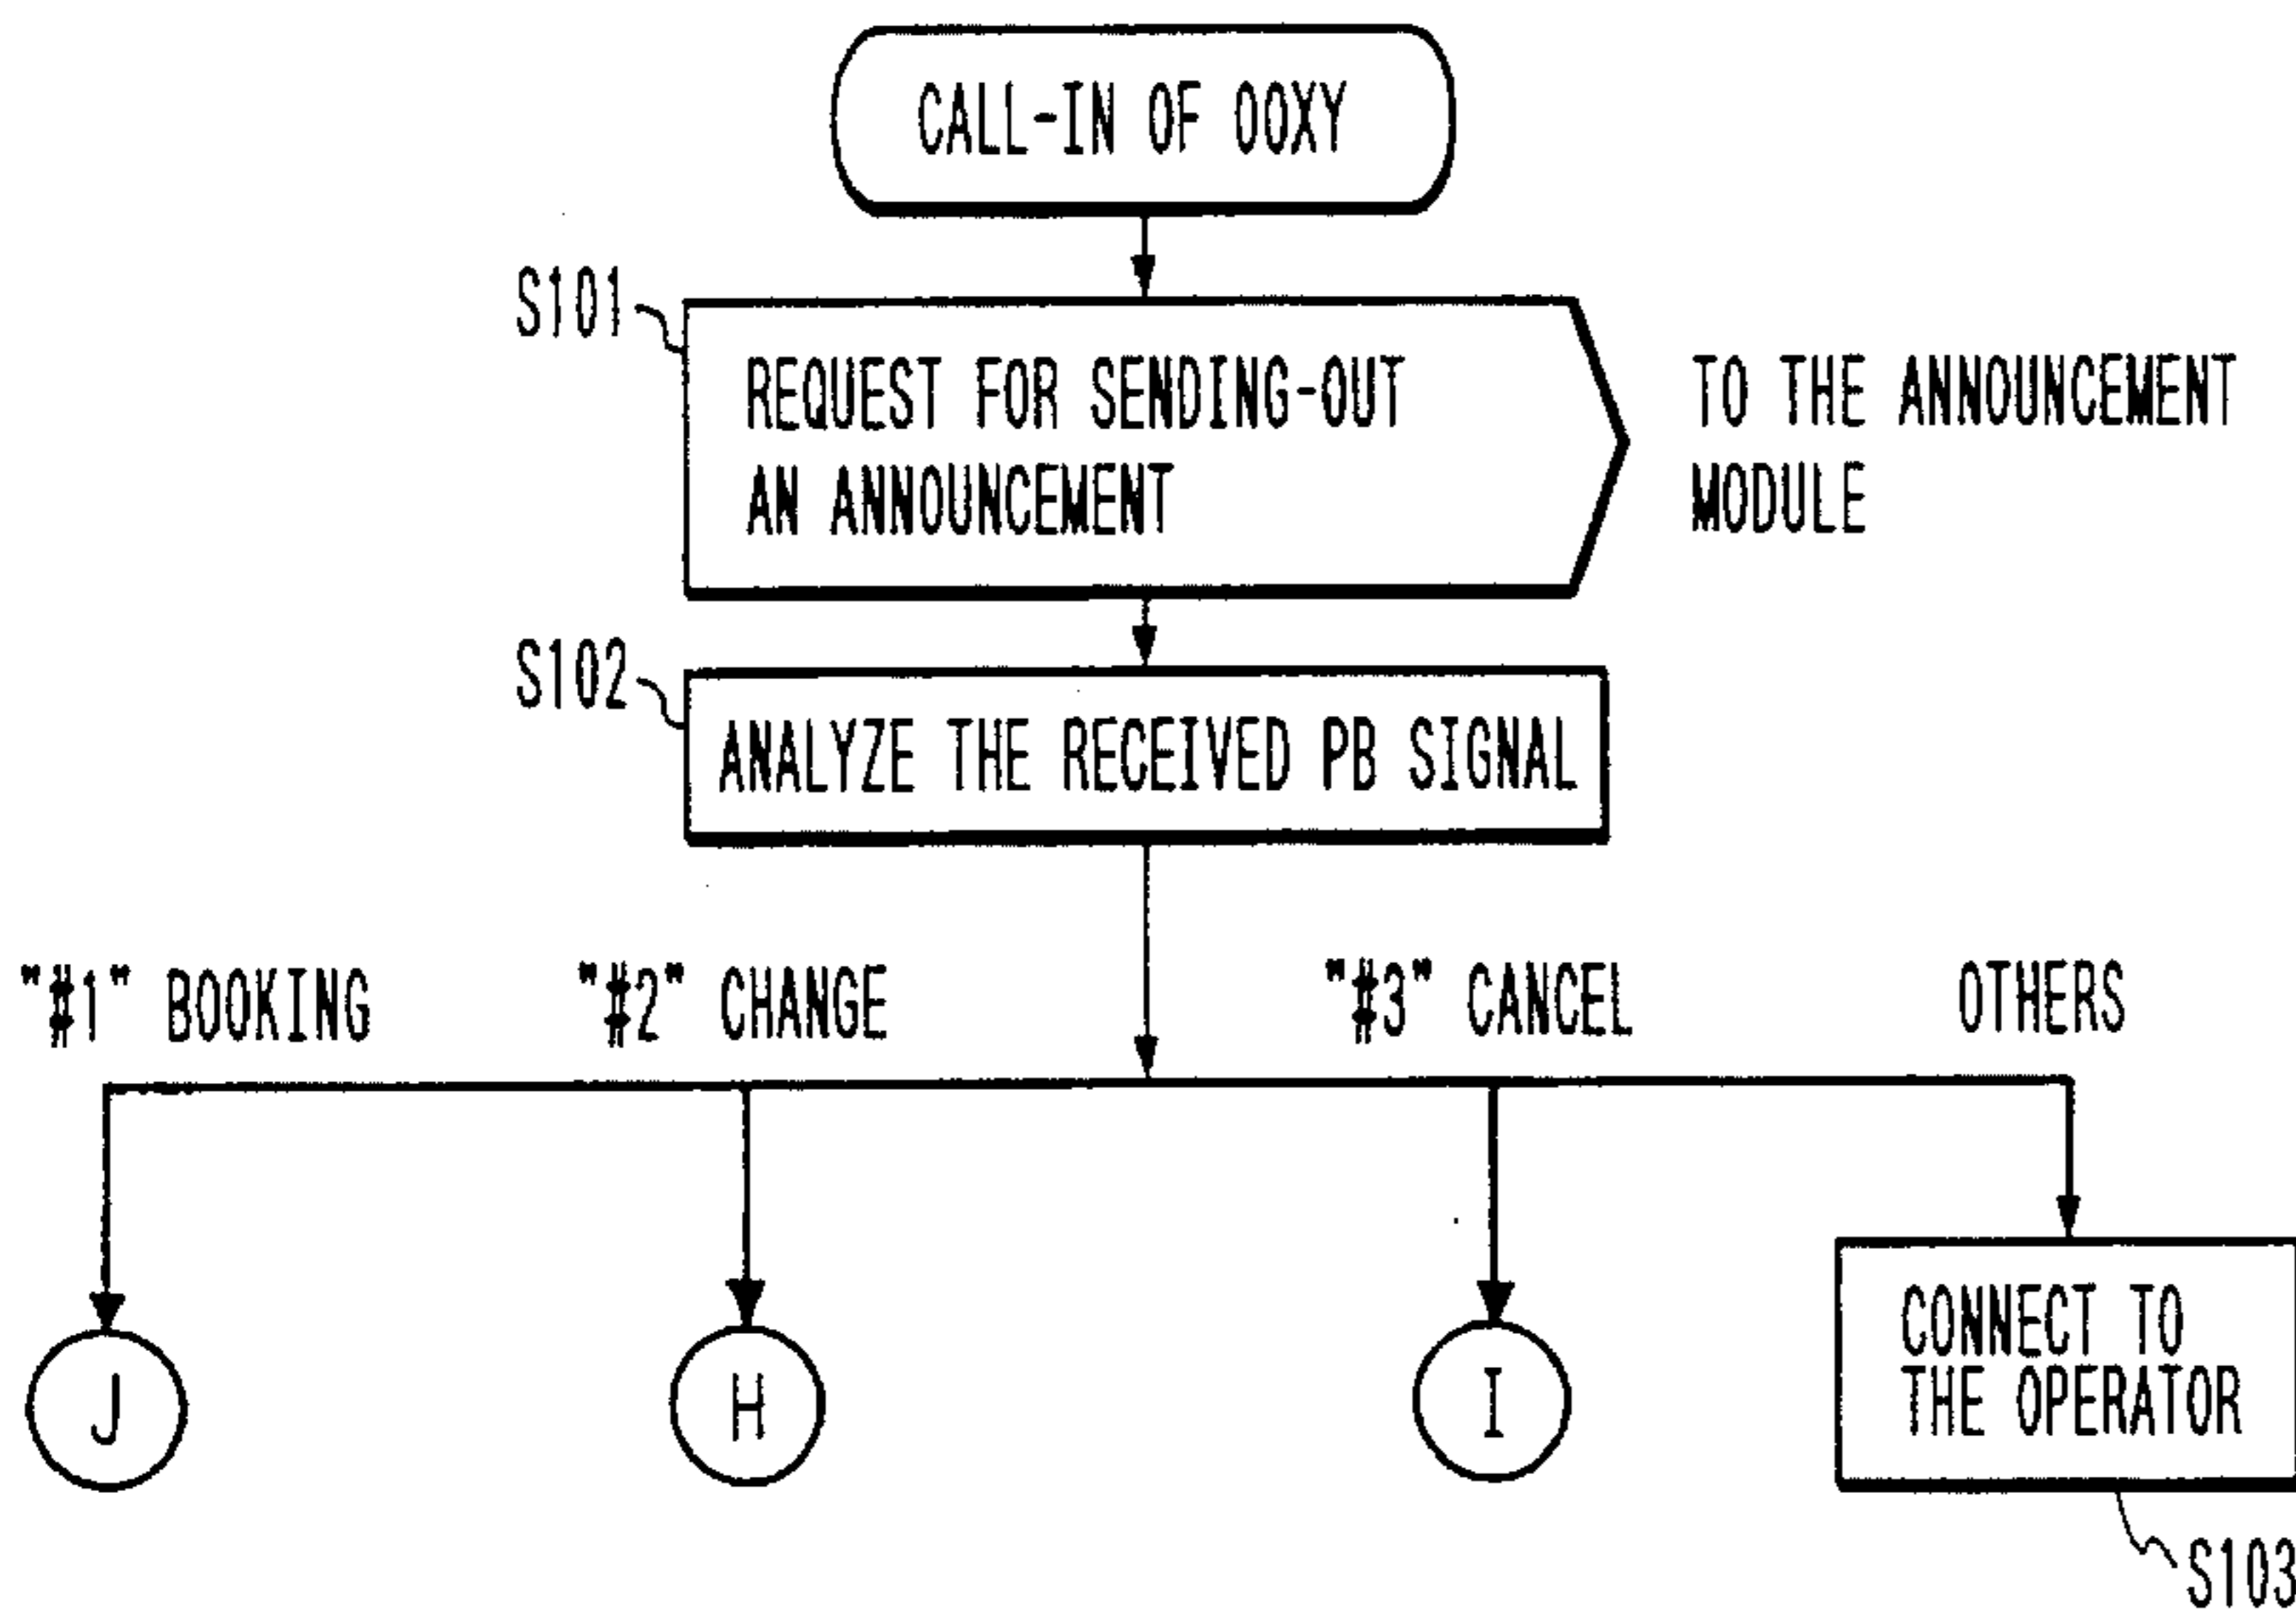 CALL-IN OF OOXY
S101
REQUEST FOR SENDING-OUT
AN ANNOUNCEMENT
TO THE ANNOUNCEMENT
MODULE
S102
ANALYZE THE RECEIVED PB SIGNAL
"#1" BOOKING
"#2" CHANGE
"#3" CANCEL
OTHERS
J
H
I
CONNECT TO
THE OPERATOR
S103